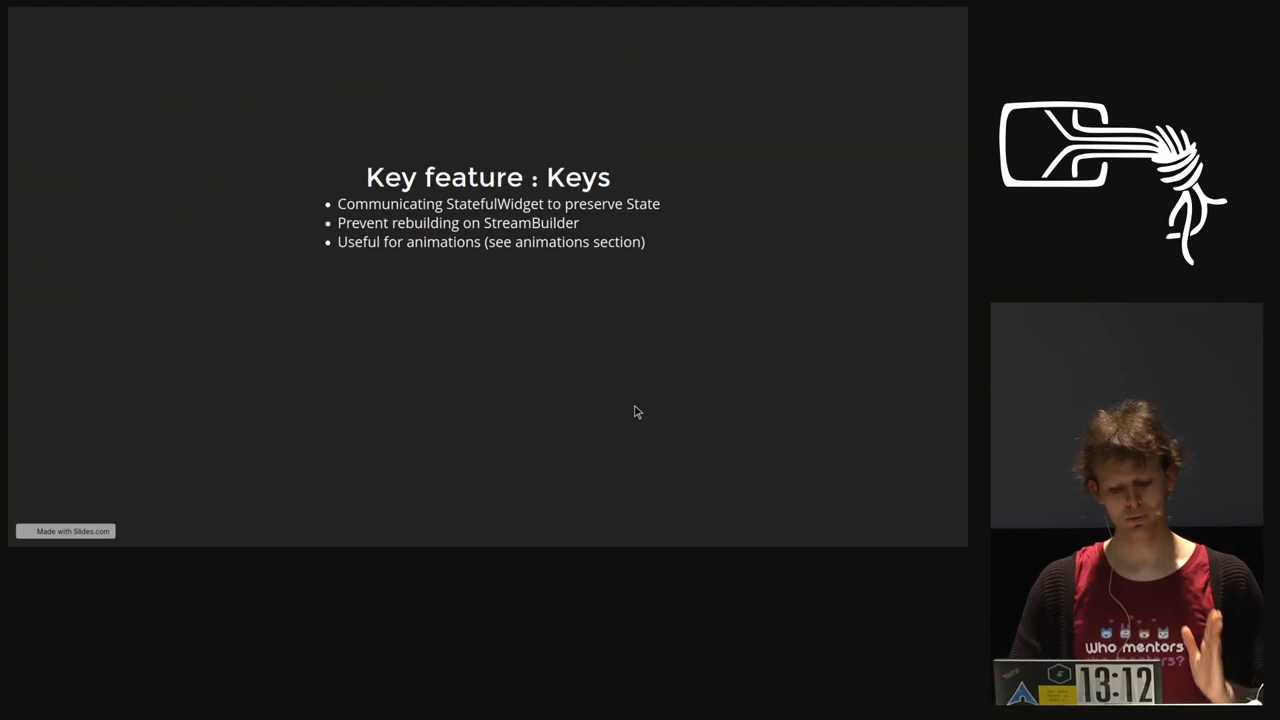 Key feature : Keys
Communicating StatefulWidget to preserve State
Prevent rebuilding on StreamBuilder
Useful for animations (see animations section)
Made with Slides.com
Who mentors
13:12